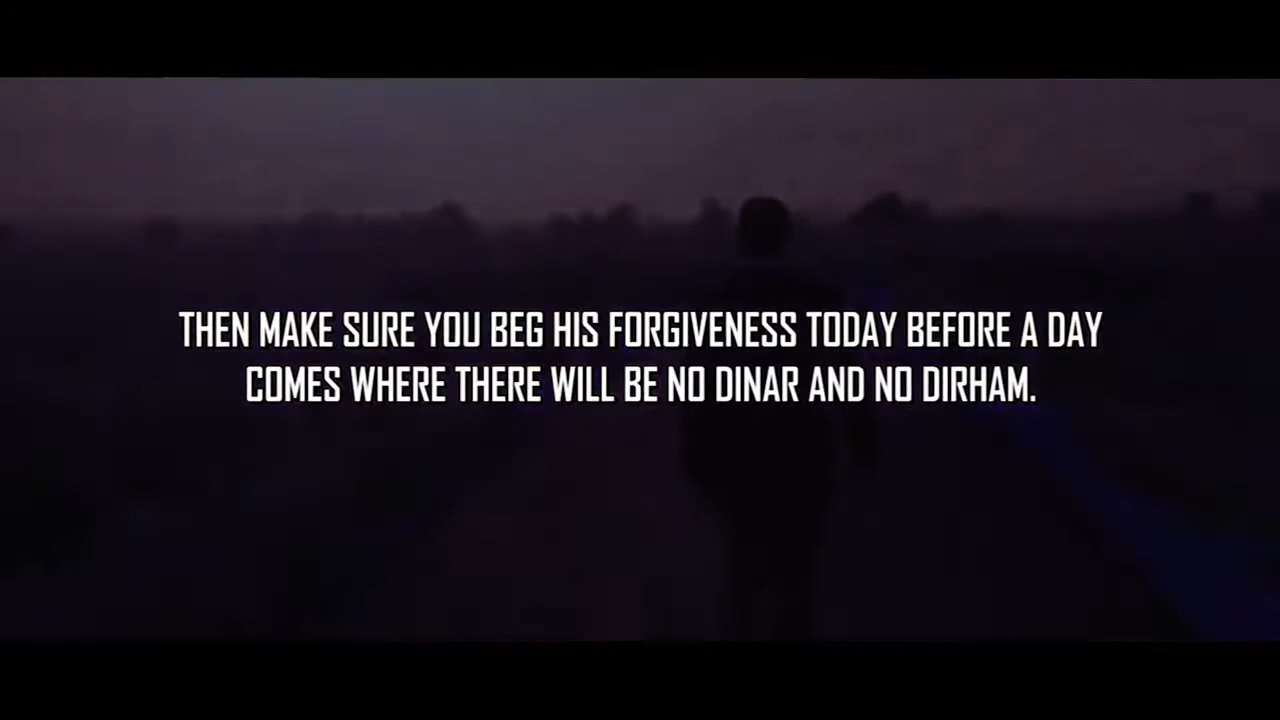 THEN MAKE SURE YOU BEG HIS FORGIVENESS TODAY BEFORE A DAY
COMES WHERE THERE WILL BE NO DINAR AND NO DIRHAM.